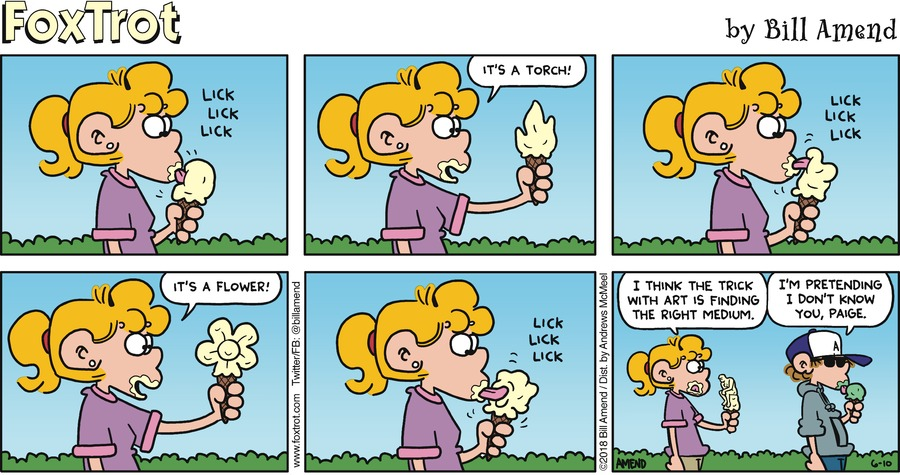 FOXTROT
by Bill Amend
LICK
LICK
LICK
IT'S A TORCH!
LICK
LICK
LICK
IT'S A FLOWER!
www.foxtrot.com Twitter/FB: @billamend
LICK
LICK
LICK
©2018 Bill Amend / Dist. by Andrews McMeel
I THINK THE TRICK
WITH ART IS FINDING
THE RIGHT MEDIUM.
I'M PRETENDING
I DON'T KNOW
YOU, PAIGE.
A
AMEND
6-10